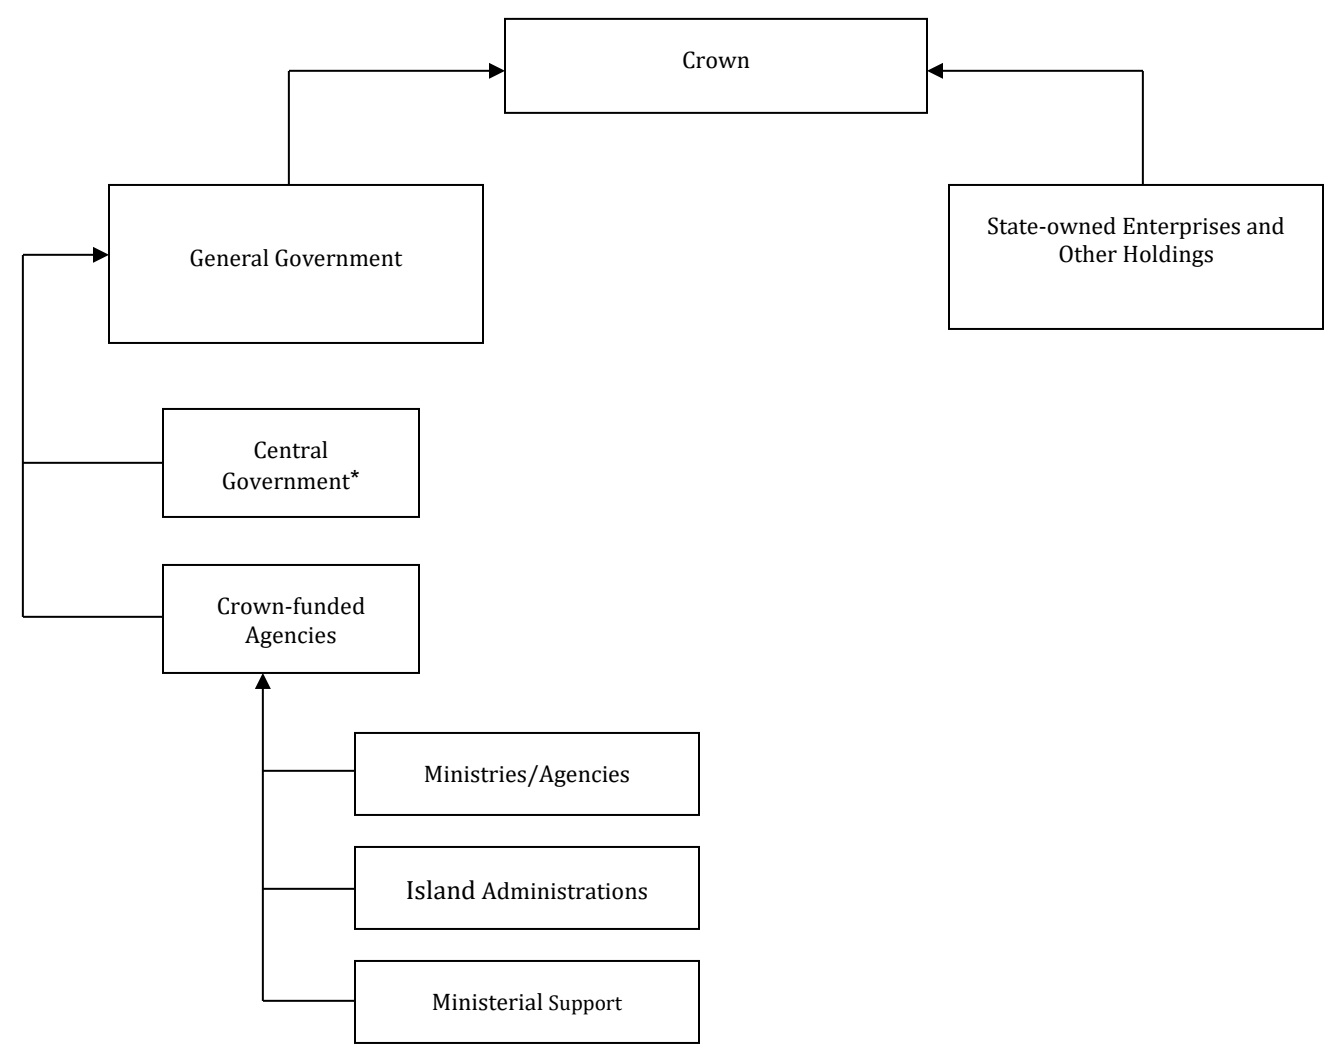 Crown
General Government
State-owned Enterprises and
Other Holdings
Central
Government*
Crown-funded
Agencies
Ministries/Agencies
Island Administrations
Ministerial Support